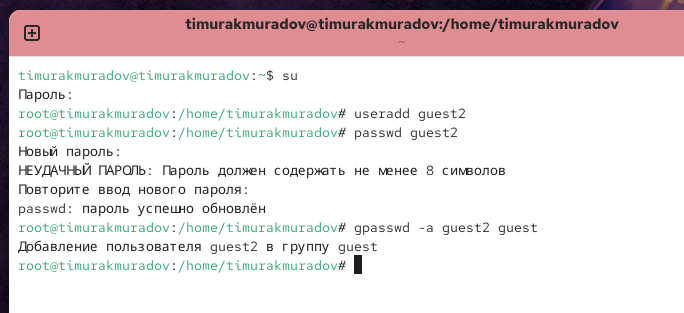 timurakmuradov@timurakmuradov:/home/timurakmuradov
~
timurakmuradov@timurakmuradov:~$ su
Пароль:
root@timurakmuradov:/home/timurakmuradov# useradd guest2
root@timurakmuradov:/home/timurakmuradov# passwd guest2
Новый пароль:
НЕУДАЧНЫЙ ПАРОЛЬ: Пароль должен содержать не менее 8 символов
Повторите ввод нового пароля:
passwd: пароль успешно обновлён
root@timurakmuradov:/home/timurakmuradov# gpasswd -a guest2 guest
Добавление пользователя guest2 в группу guest
root@timurakmuradov:/home/timurakmuradov#